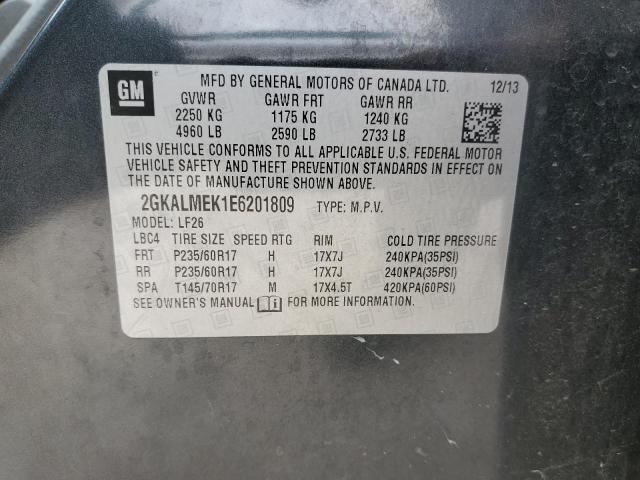 GM
MFD BY GENERAL MOTORS OF CANADA LTD. 12/13
GVWR GAWR FRT GAWR RR
2250 KG 1175 KG 1240 KG
4960 LB 2590 LB 2733 LB
THIS VEHICLE CONFORMS TO ALL APPLICABLE U.S. FEDERAL MOTOR
VEHICLE SAFETY AND THEFT PREVENTION STANDARDS IN EFFECT ON
THE DATE OF MANUFACTURE SHOWN ABOVE.
2GKALMEK1E6201809 TYPE: M.P.V.
MODEL: LF26
LBC4 TIRE SIZE SPEED RTG RIM COLD TIRE PRESSURE
FRT P235/60R17 H 17X7J 240KPA(35PSI)
RR P235/60R17 H 17X7J 240KPA(35PSI)
SPA T145/70R17 M 17X4.5T 420KPA(60PSI)
SEE OWNER'S MANUAL FOR MORE INFORMATION.